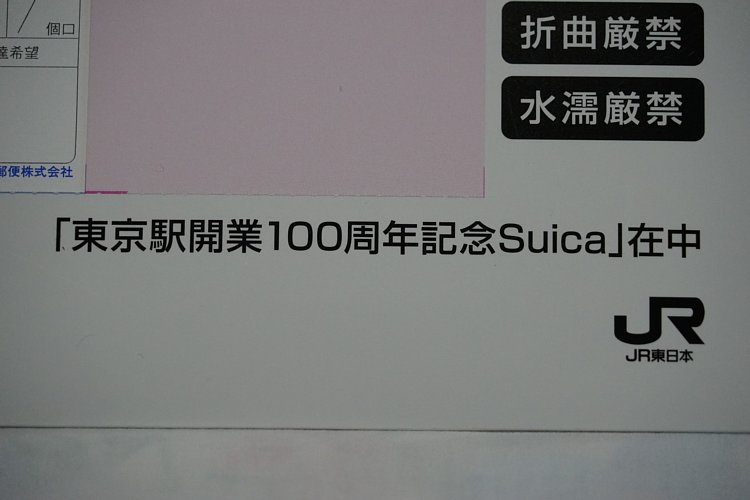 個口
達希望
郵便株式会社
折曲厳禁
水濡厳禁
「東京駅開業100周年記念Suica」在中
JR
JR東日本